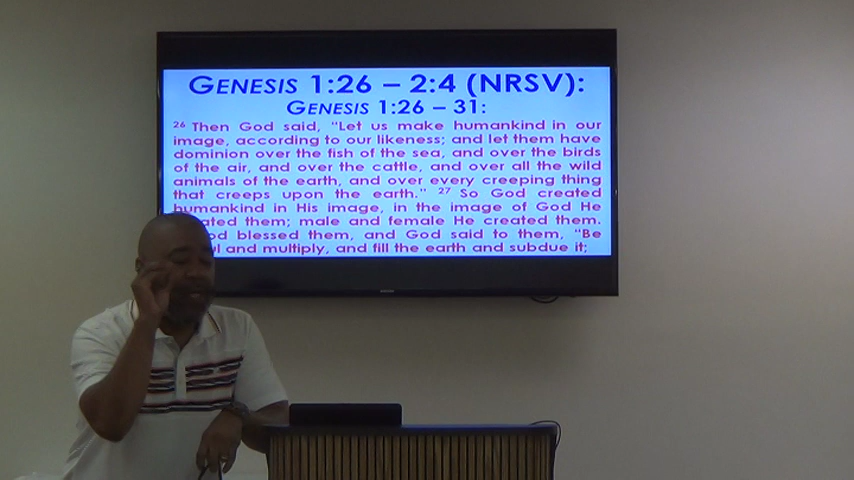 GENESIS 1:26 – 2:4 (NRSV):
GENESIS 1:26 – 31:
26 Then God said, "Let us make humankind in our
image, according to our likeness; and let them have
dominion over the fish of the sea, and over the birds
of the air, and over the cattle, and over all the wild
animals of the earth, and over every creeping thing
that creeps upon the earth." 27 So God created
humankind in His image, in the image of God He
ated them; male and female He created them.
od blessed them, and God said to them, "Be
ul and multiply, and fill the earth and subdue it;